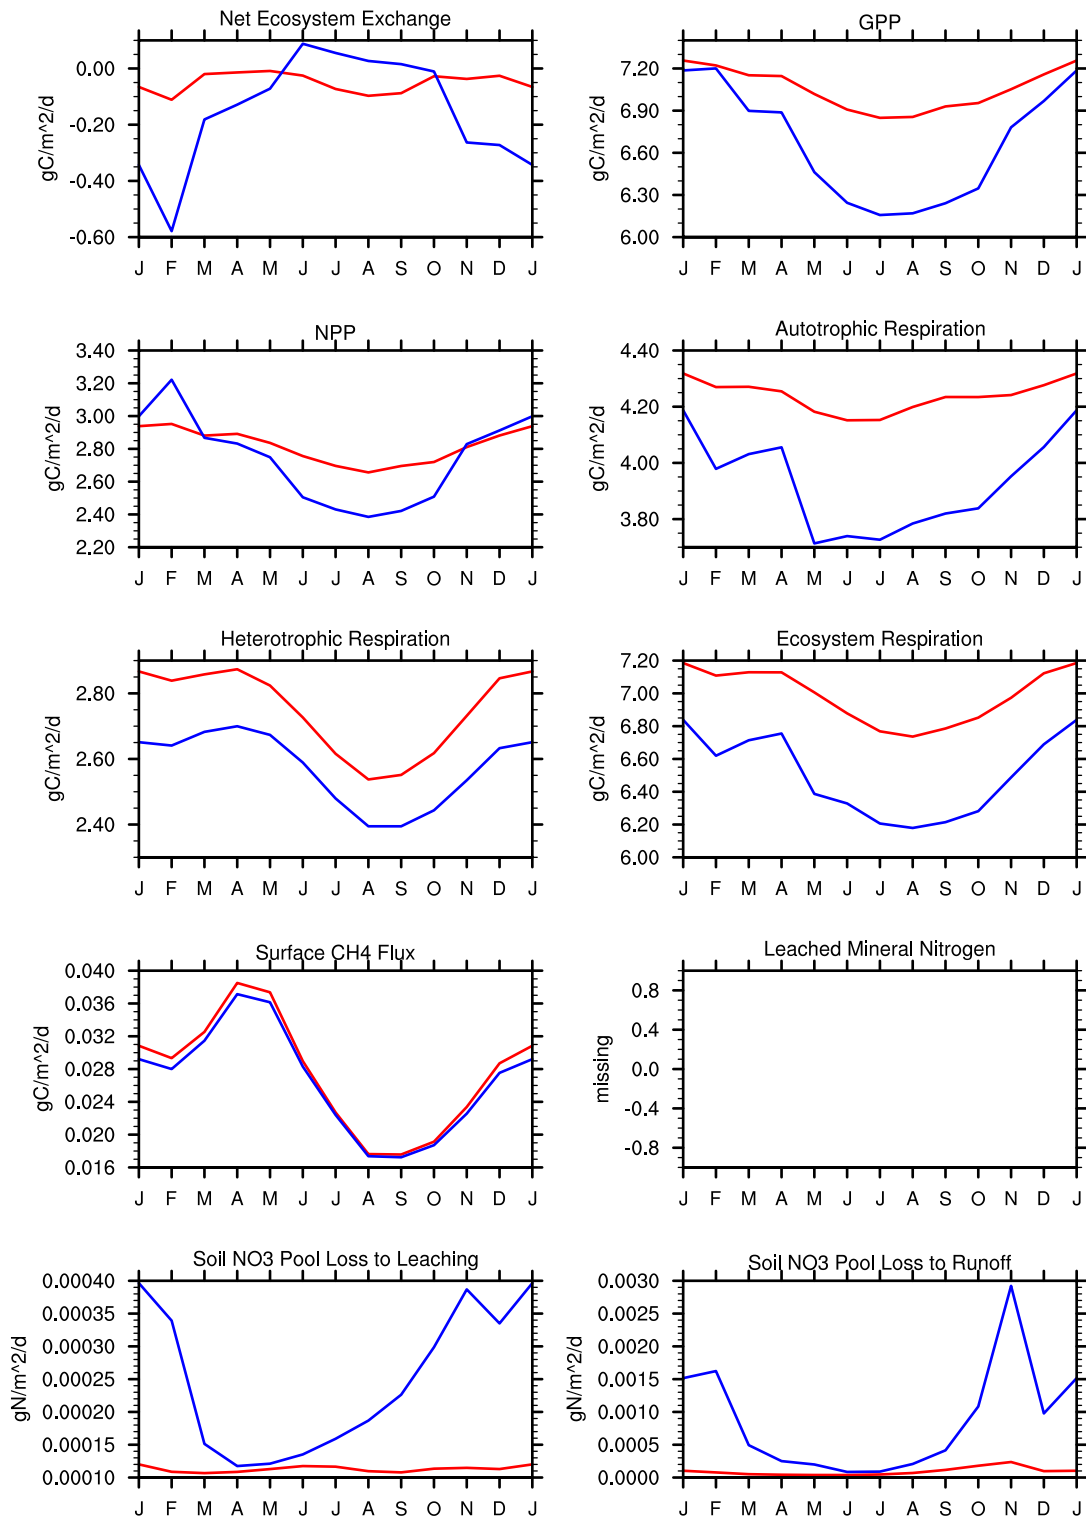 Net Ecosystem Exchange
gC/m^2/d
0.00
-0.20
-0.40
-0.60
J F M A M J J A S O N D J
GPP
gC/m^2/d
7.20
6.90
6.60
6.30
6.00
J F M A M J J A S O N D J
NPP
gC/m^2/d
3.40
3.20
3.00
2.80
2.60
2.40
2.20
J F M A M J J A S O N D J
Autotrophic Respiration
gC/m^2/d
4.40
4.20
4.00
3.80
J F M A M J J A S O N D J
Heterotrophic Respiration
gC/m^2/d
2.80
2.60
2.40
J F M A M J J A S O N D J
Ecosystem Respiration
gC/m^2/d
7.20
7.00
6.80
6.60
6.40
6.20
6.00
J F M A M J J A S O N D J
Surface CH4 Flux
gC/m^2/d
0.040
0.036
0.032
0.028
0.024
0.020
0.016
J F M A M J J A S O N D J
Leached Mineral Nitrogen
missing
0.8
0.4
0.0
-0.4
-0.8
J F M A M J J A S O N D J
Soil NO3 Pool Loss to Leaching
gN/m^2/d
0.00040
0.00035
0.00030
0.00025
0.00020
0.00015
0.00010
J F M A M J J A S O N D J
Soil NO3 Pool Loss to Runoff
gN/m^2/d
0.0030
0.0025
0.0020
0.0015
0.0010
0.0005
0.0000
J F M A M J J A S O N D J